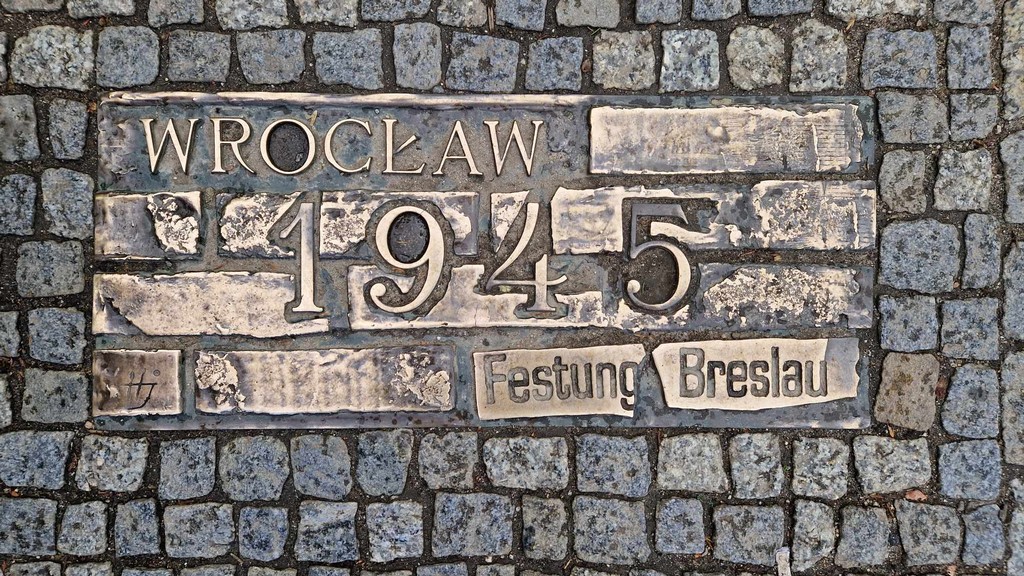 WROCŁAW
1945
Festung Breslau